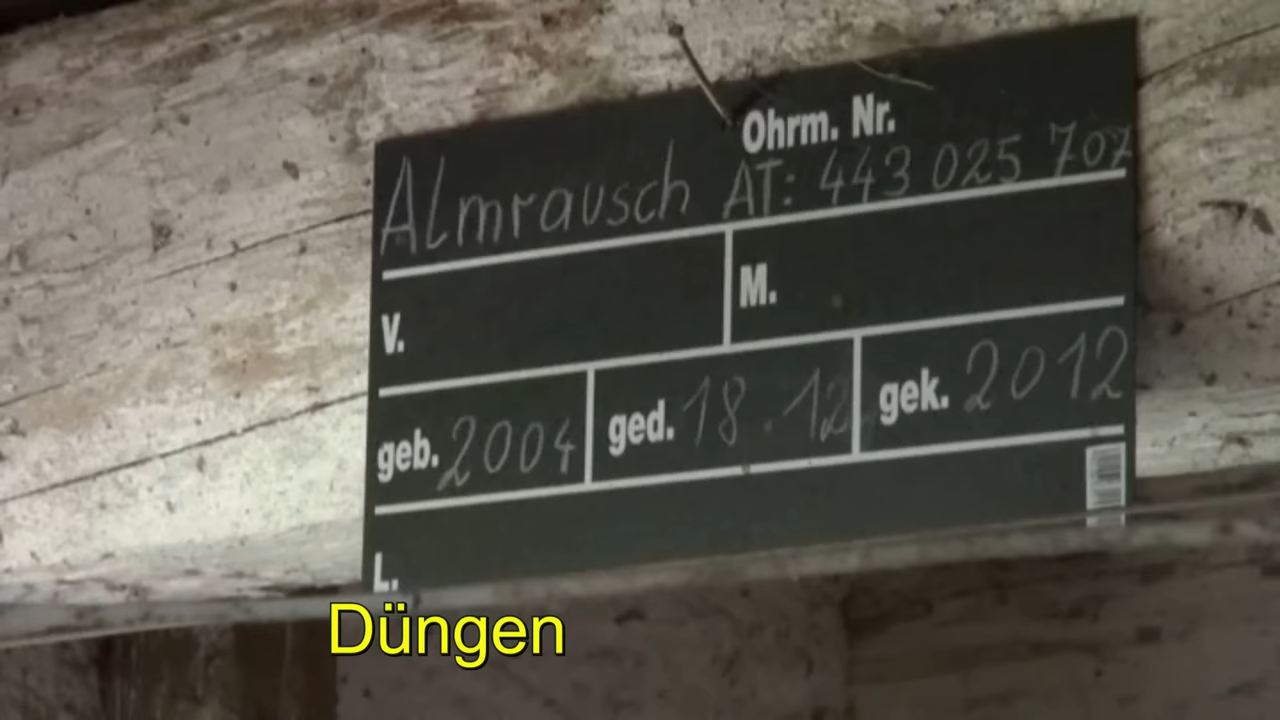 Ohrm. Nr.
Almrausch AT: 443 025 707
V. M.
geb. 2004 ged. 18.12. gek. 2012
L.
Düngen